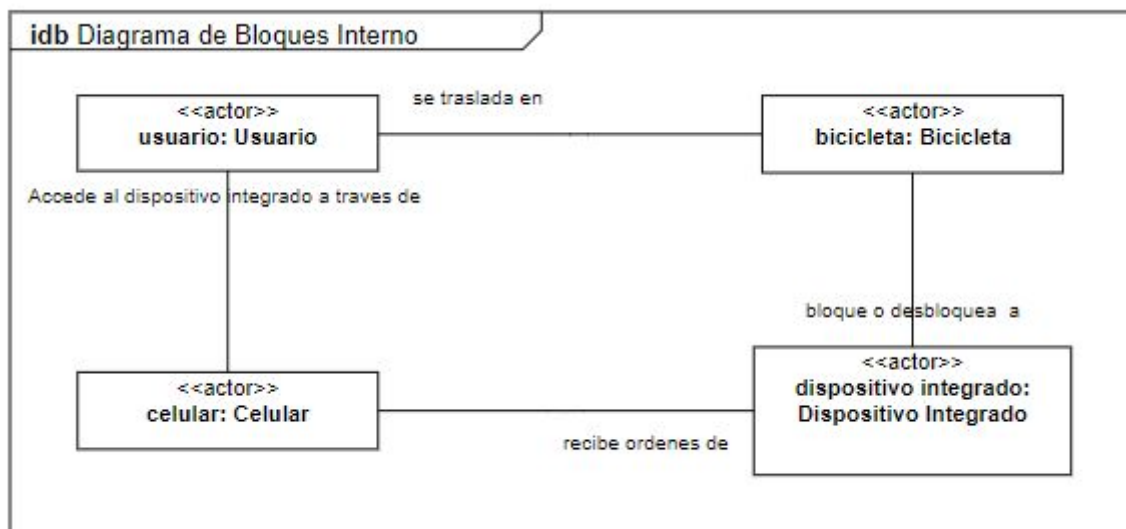 idb Diagrama de Bloques Interno
<<actor>>
usuario: Usuario
se traslada en
<<actor>>
bicicleta: Bicicleta
Accede al dispositivo integrado a traves de
bloque o desbloquea a
<<actor>>
celular: Celular
<<actor>>
dispositivo integrado:
Dispositivo Integrado
recibe ordenes de